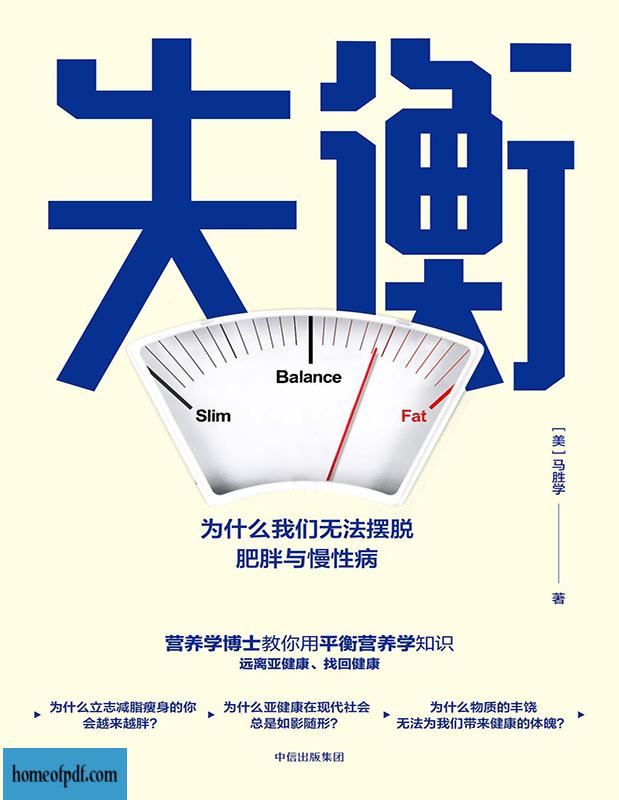 失衡
Balance
Slim
Fat
[美]马胜学
著
为什么我们无法摆脱
肥胖与慢性病
营养学博士教你用平衡营养学知识
远离亚健康、找回健康
为什么立志减脂瘦身的你
会越来越胖?
为什么亚健康在现代社会
总是如影随形?
为什么物质的丰饶
无法为我们带来健康的体魄?
中信出版集团
homeofpdf.com